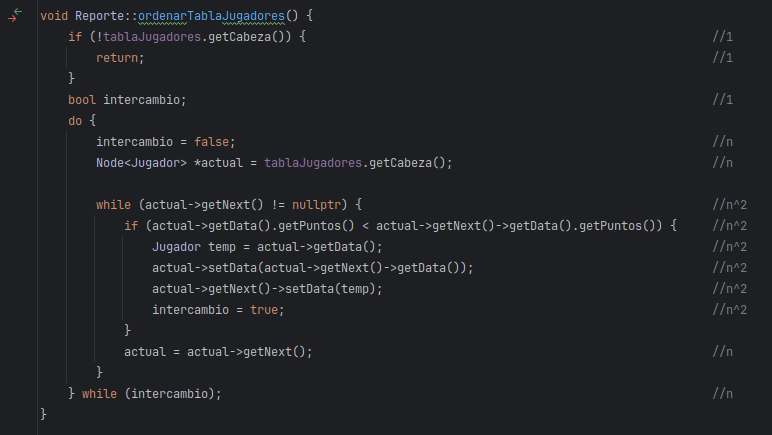 void Reporte::ordenarTablaJugadores() {
    if (!tablaJugadores.getCabeza()) { //1
        return; //1
    }
    bool intercambio; //1
    do {
        intercambio = false; //n
        Node<Jugador> *actual = tablaJugadores.getCabeza(); //n
        while (actual->getNext() != nullptr) { //n^2
            if (actual->getData().getPuntos() < actual->getNext()->getData().getPuntos()) { //n^2
                Jugador temp = actual->getData(); //n^2
                actual->setData(actual->getNext()->getData()); //n^2
                actual->getNext()->setData(temp); //n^2
                intercambio = true; //n^2
            }
            actual = actual->getNext(); //n
        }
    } while (intercambio); //n
}